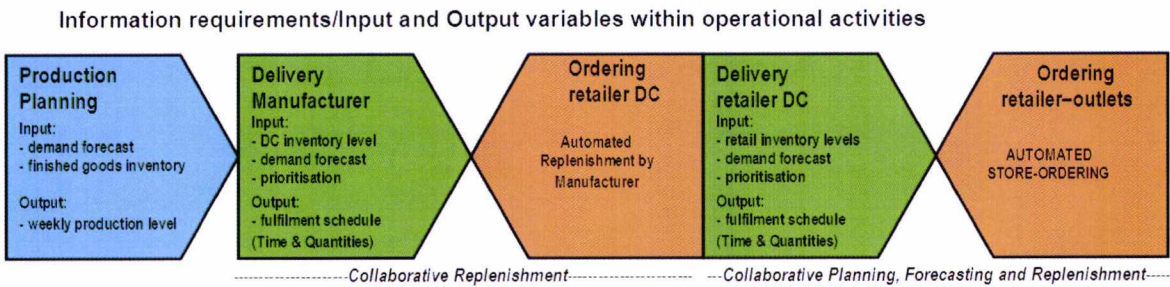 Information requirements/Input and Output variables within operational activities
Production
Planning
Input:
- demand forecast
- finished goods inventory
Output:
- weekly production level
Delivery
Manufacturer
Input:
- DC inventory level
- demand forecast
- prioritisation
Output:
- fulfilment schedule
(Time & Quantities)
Ordering
retailer DC
Automated
Replenishment by
Manufacturer
Delivery
retailer DC
Input:
- retail inventory levels
- demand forecast
- prioritisation
Output:
- fulfilment schedule
(Time & Quantities)
Ordering
retailer–outlets
AUTOMATED
STORE-ORDERING
Collaborative Replenishment
Collaborative Planning, Forecasting and Replenishment